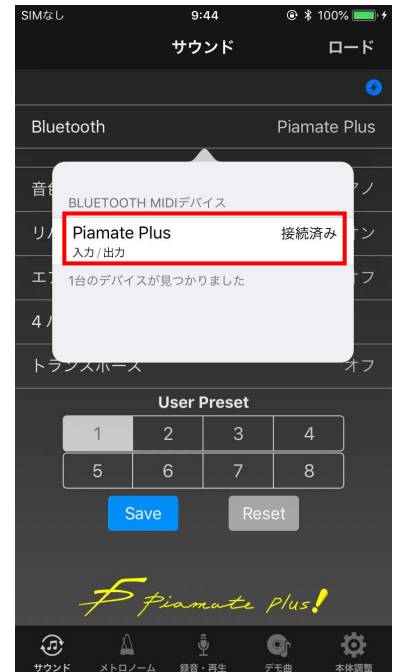 SIMなし 9:44 100%
サウンド ロード
Bluetooth Piamate Plus
BLUETOOTH MIDIデバイス
Piamate Plus 接続済み
入力/出力
1台のデバイスが見つかりました
トランスポーズ オフ
User Preset
1 2 3 4
5 6 7 8
Save Reset
Piamate Plus!
サウンド メトロノーム 録音・再生 デモ曲 本体調整